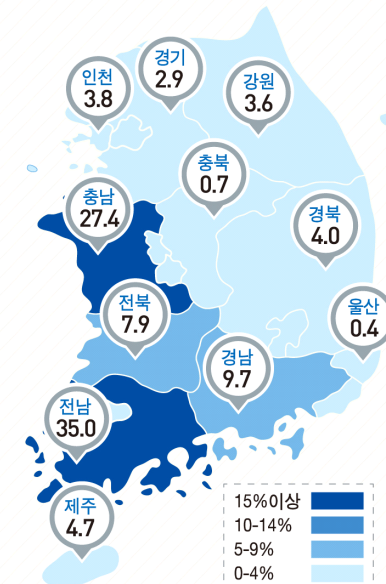 경기
2.9
인천
3.8
강원
3.6
충북
0.7
충남
27.4
경북
4.0
전북
7.9
울산
0.4
경남
9.7
전남
35.0
제주
4.7
15%이상
10-14%
5-9%
0-4%